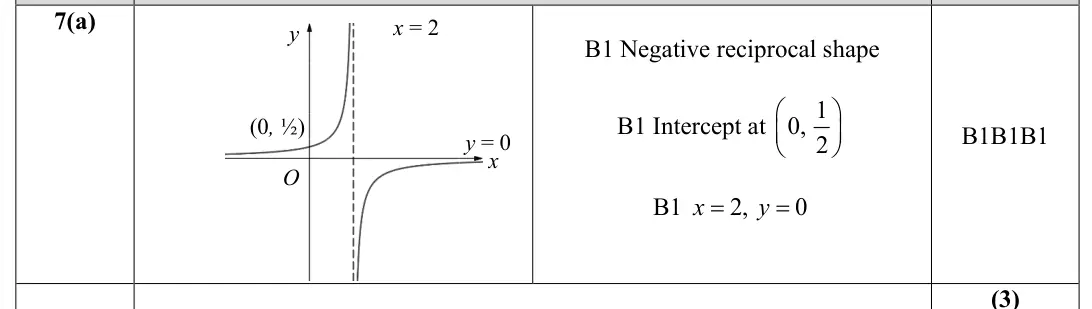 7(a)
y
x = 2
(0, ½)
y = 0
x
O
B1 Negative reciprocal shape
B1 Intercept at (0, 1/2)
B1 x = 2, y = 0
B1B1B1
(3)